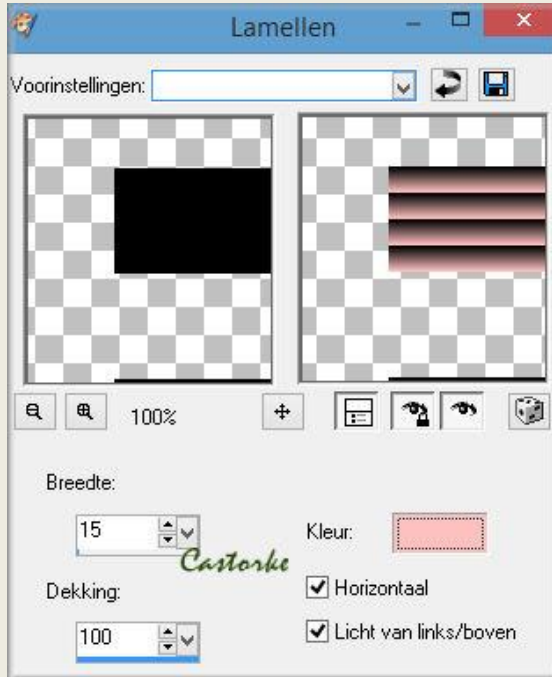 Lamellen
Voorinstellingen:
100%
Breedte:
15
Kleur:
Castorke
Dekking:
Horizontaal
100
Licht van links/boven